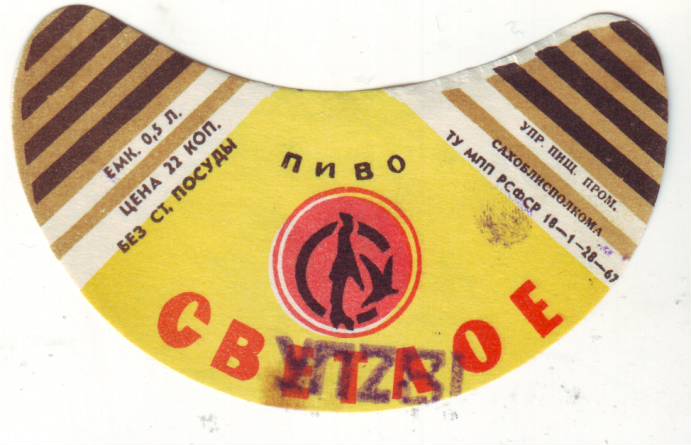 ЕМК. 0,5 Л.
ЦЕНА 22 КОП.
БЕЗ СТ. ПОСУДЫ
ПИВО
УПР. ПИЩ. ПРОМ.
САХОБЛИСПОЛКОМА
ТУ МПП РСФСР 18—1—28—67
СВЕТЛОЕ